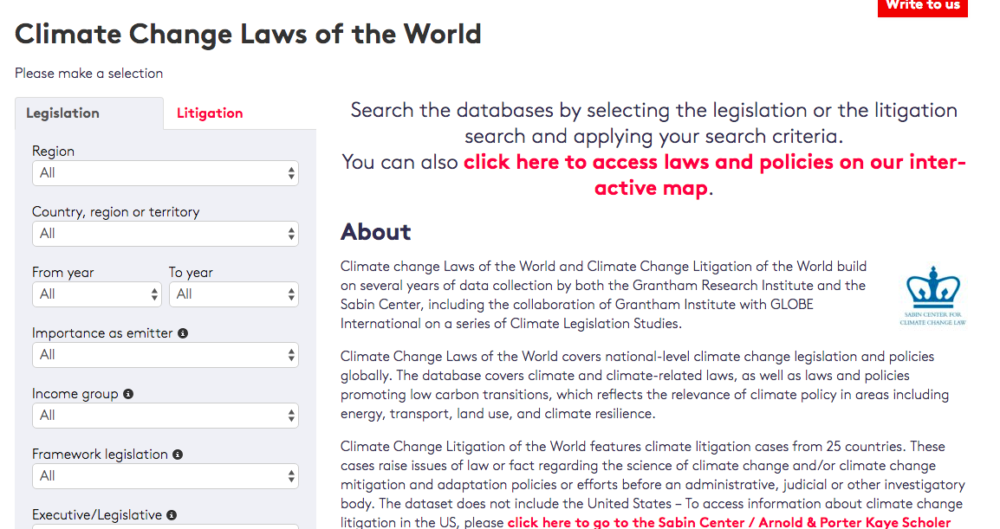 Write to us
Climate Change Laws of the World
Please make a selection
Legislation
Litigation
Region
All
Country, region or territory
All
From year
To year
All
All
Importance as emitter
All
Income group
All
Framework legislation
All
Executive/Legislative
Search the databases by selecting the legislation or the litigation
search and applying your search criteria.
You can also click here to access laws and policies on our inter-
active map.
About
Climate change Laws of the World and Climate Change Litigation of the World build
on several years of data collection by both the Grantham Research Institute and the
Sabin Center, including the collaboration of Grantham Institute with GLOBE
International on a series of Climate Legislation Studies.
SABIN CENTER FOR
CLIMATE CHANGE LAW
Climate Change Laws of the World covers national-level climate change legislation and policies
globally. The database covers climate and climate-related laws, as well as laws and policies
promoting low carbon transitions, which reflects the relevance of climate policy in areas including
energy, transport, land use, and climate resilience.
Climate Change Litigation of the World features climate litigation cases from 25 countries. These
cases raise issues of law or fact regarding the science of climate change and/or climate change
mitigation and adaptation policies or efforts before an administrative, judicial or other investigatory
body. The dataset does not include the United States – To access information about climate change
litigation in the US, please click here to go to the Sabin Center / Arnold & Porter Kaye Scholer